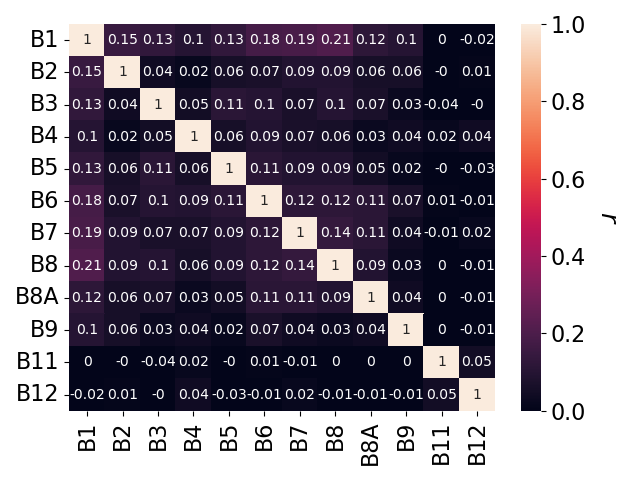 B1 1 0.15 0.13 0.1 0.13 0.18 0.19 0.21 0.12 0.1 0 -0.02
B2 0.15 1 0.04 0.02 0.06 0.07 0.09 0.09 0.06 0.06 -0 0.01
B3 0.13 0.04 1 0.05 0.11 0.1 0.07 0.1 0.07 0.03 -0.04 -0
B4 0.1 0.02 0.05 1 0.06 0.09 0.07 0.06 0.03 0.04 0.02 0.04
B5 0.13 0.06 0.11 0.06 1 0.11 0.09 0.09 0.05 0.02 -0 -0.03
B6 0.18 0.07 0.1 0.09 0.11 1 0.12 0.12 0.11 0.07 0.01 -0.01
B7 0.19 0.09 0.07 0.07 0.09 0.12 1 0.14 0.11 0.04 -0.01 0.02
B8 0.21 0.09 0.1 0.06 0.09 0.12 0.14 1 0.09 0.03 0 -0.01
B8A 0.12 0.06 0.07 0.03 0.05 0.11 0.11 0.09 1 0.04 0 -0.01
B9 0.1 0.06 0.03 0.04 0.02 0.07 0.04 0.03 0.04 1 0 -0.01
B11 0 -0 -0.04 0.02 -0 0.01 -0.01 0 0 0 1 0.05
B12 -0.02 0.01 -0 0.04 -0.03 -0.01 0.02 -0.01 -0.01 -0.01 0.05 1
B1 B2 B3 B4 B5 B6 B7 B8 B8A B9 B11 B12
1.0
0.8
0.6
0.4
0.2
0.0
r